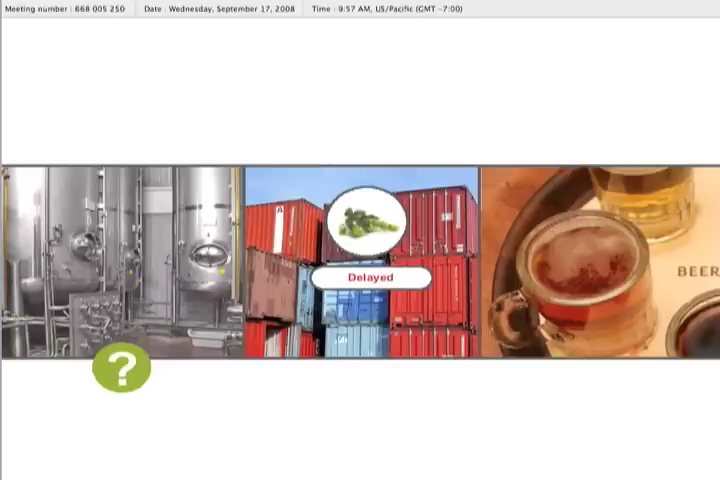 Meeting number : 668 005 250 Date : Wednesday, September 17, 2008 Time : 9:57 AM, US/Pacific (GMT -7:00)
Delayed
BEER
?